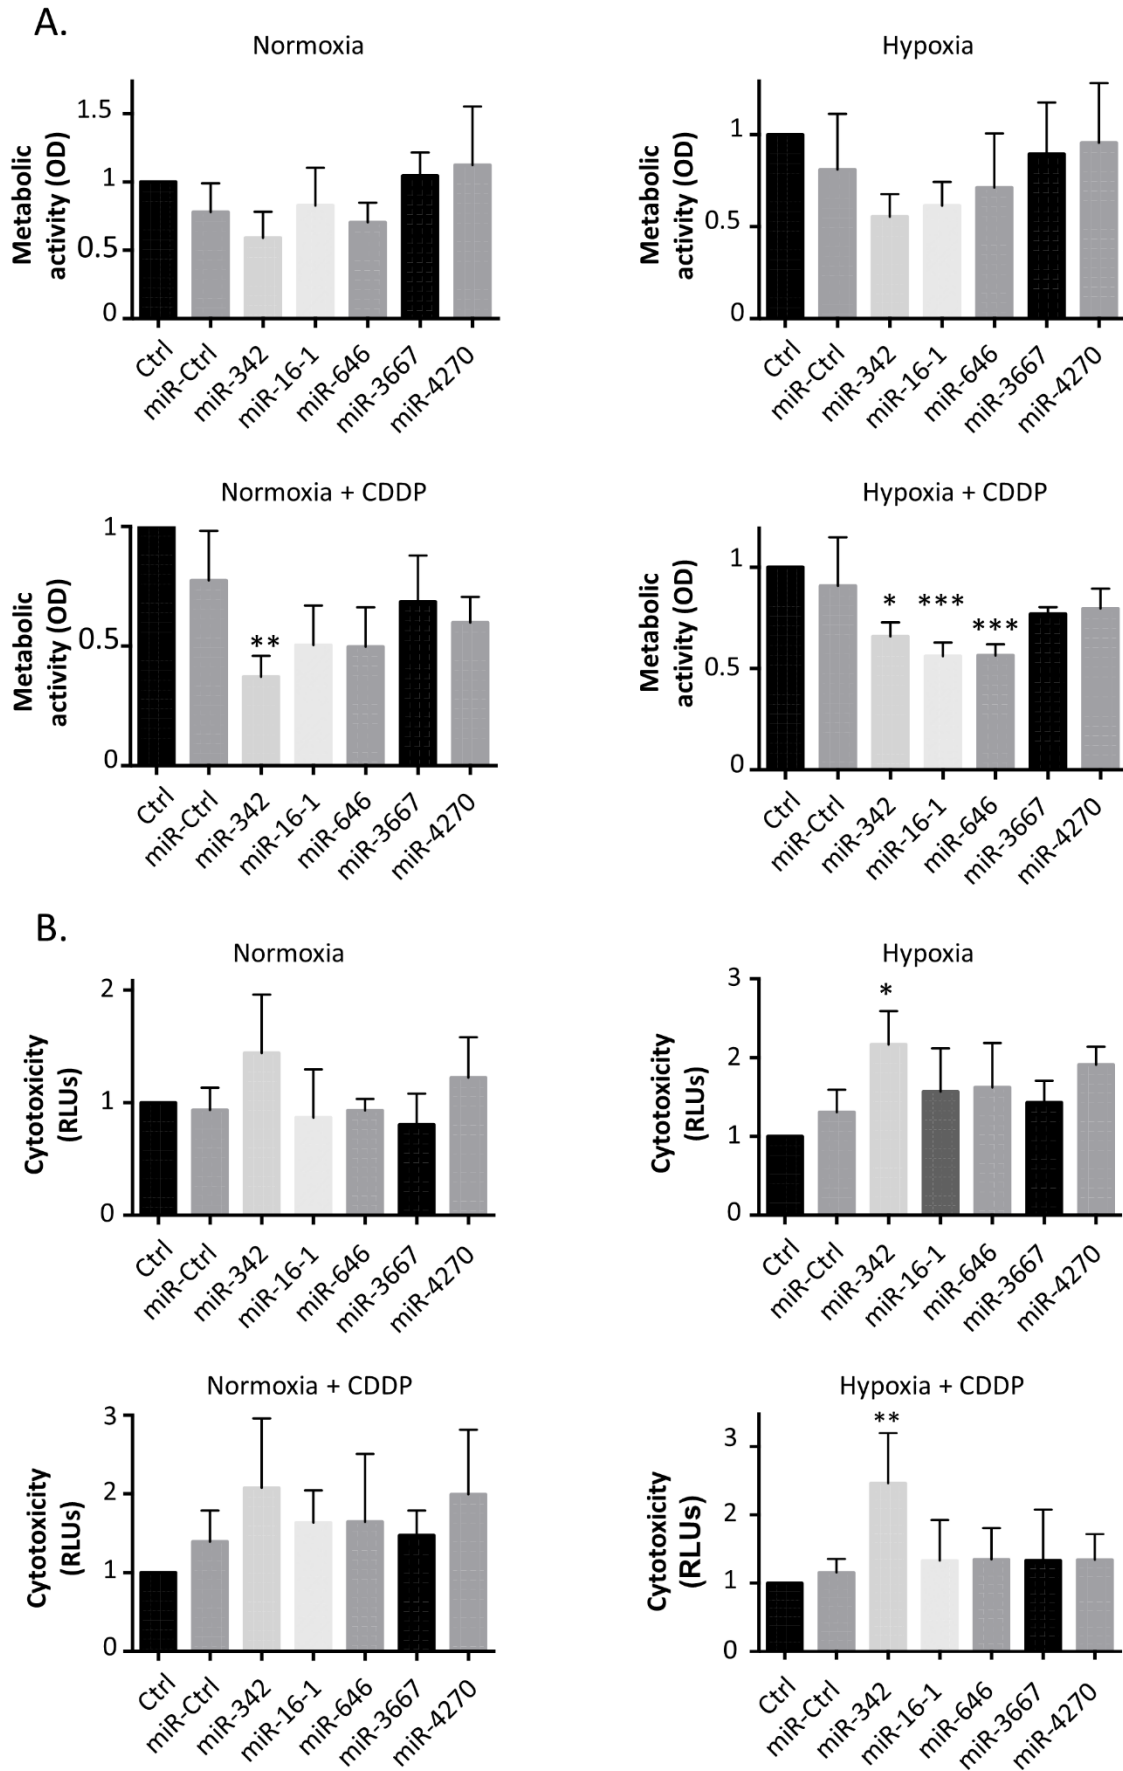 A.
Normoxia
Metabolic
activity (OD)
1.5
1
0.5
0
Ctrl
miR-Ctrl
miR-342
miR-16-1
miR-646
miR-3667
miR-4270
Hypoxia
Metabolic
activity (OD)
1
0.5
0
Ctrl
miR-Ctrl
miR-342
miR-16-1
miR-646
miR-3667
miR-4270
Normoxia + CDDP
Metabolic
activity (OD)
1
0.5
0
**
Ctrl
miR-Ctrl
miR-342
miR-16-1
miR-646
miR-3667
miR-4270
Hypoxia + CDDP
Metabolic
activity (OD)
1
0.5
0
*
***
***
Ctrl
miR-Ctrl
miR-342
miR-16-1
miR-646
miR-3667
miR-4270
B.
Normoxia
Cytotoxicity
(RLUs)
2
1
0
Ctrl
miR-Ctrl
miR-342
miR-16-1
miR-646
miR-3667
miR-4270
Hypoxia
Cytotoxicity
(RLUs)
3
2
1
0
*
Ctrl
miR-Ctrl
miR-342
miR-16-1
miR-646
miR-3667
miR-4270
Normoxia + CDDP
Cytotoxicity
(RLUs)
3
2
1
0
Ctrl
miR-Ctrl
miR-342
miR-16-1
miR-646
miR-3667
miR-4270
Hypoxia + CDDP
Cytotoxicity
(RLUs)
3
2
1
0
**
Ctrl
miR-Ctrl
miR-342
miR-16-1
miR-646
miR-3667
miR-4270